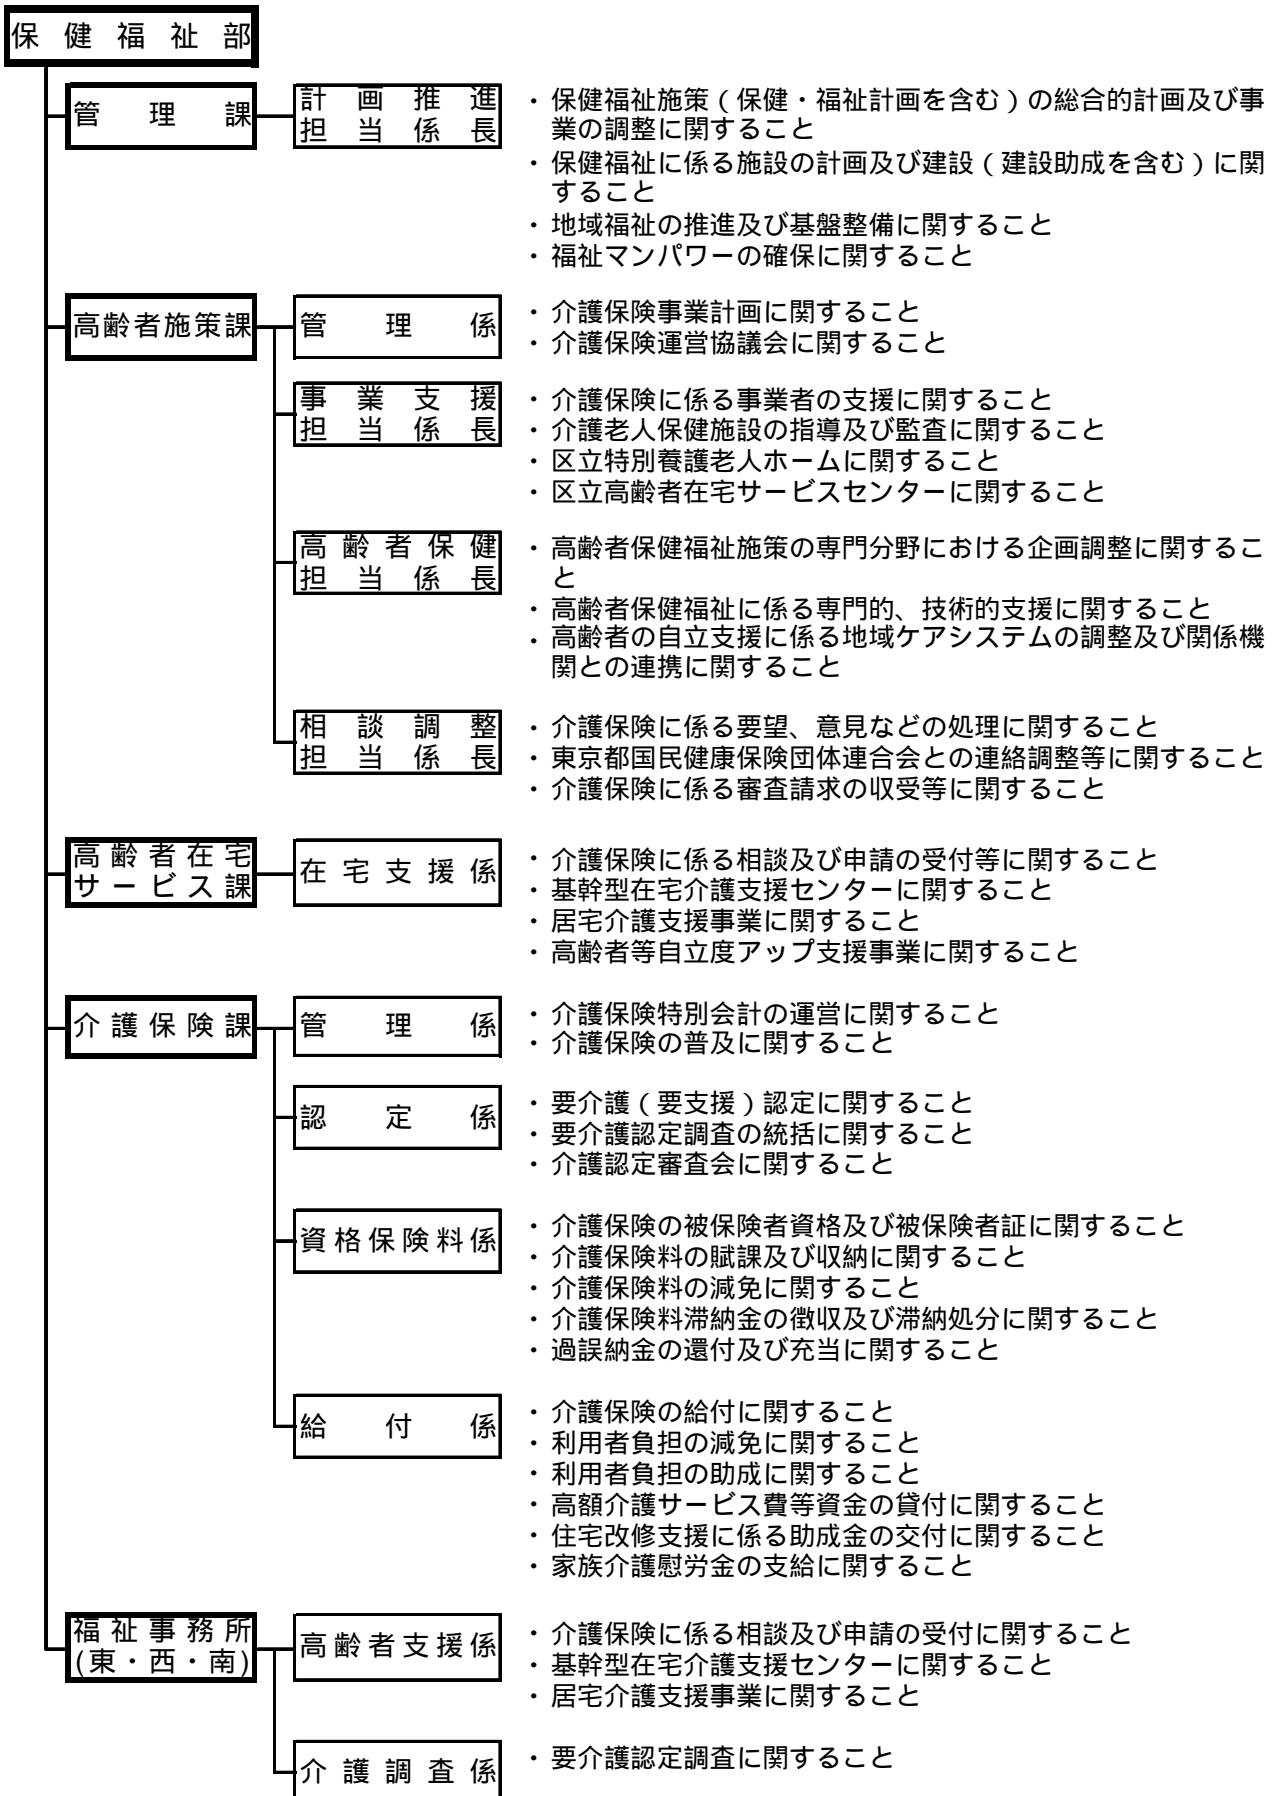 保健福祉部
管理課
計画推進
担当係長
・保健福祉施策（保健・福祉計画を含む）の総合的計画及び事
業の調整に関すること
・保健福祉に係る施設の計画及び建設（建設助成を含む）に関
すること
・地域福祉の推進及び基盤整備に関すること
・福祉マンパワーの確保に関すること
高齢者施策課
管理係
・介護保険事業計画に関すること
・介護保険運営協議会に関すること
事業支援
担当係長
・介護保険に係る事業者の支援に関すること
・介護老人保健施設の指導及び監査に関すること
・区立特別養護老人ホームに関すること
・区立高齢者在宅サービスセンターに関すること
高齢者保健
担当係長
・高齢者保健福祉施策の専門分野における企画調整に関するこ
と
・高齢者保健福祉に係る専門的、技術的支援に関すること
・高齢者の自立支援に係る地域ケアシステムの調整及び関係機
関との連携に関すること
相談調整
担当係長
・介護保険に係る要望、意見などの処理に関すること
・東京都国民健康保険団体連合会との連絡調整等に関すること
・介護保険に係る審査請求の収受等に関すること
高齢者在宅
サービス課
在宅支援係
・介護保険に係る相談及び申請の受付等に関すること
・基幹型在宅介護支援センターに関すること
・居宅介護支援事業に関すること
・高齢者等自立度アップ支援事業に関すること
介護保険課
管理係
・介護保険特別会計の運営に関すること
・介護保険の普及に関すること
認定係
・要介護（要支援）認定に関すること
・要介護認定調査の統括に関すること
・介護認定審査会に関すること
資格保険料係
・介護保険の被保険者資格及び被保険者証に関すること
・介護保険料の賦課及び収納に関すること
・介護保険料の減免に関すること
・介護保険料滞納金の徴収及び滞納処分に関すること
・過誤納金の還付及び充当に関すること
給付係
・介護保険の給付に関すること
・利用者負担の減免に関すること
・利用者負担の助成に関すること
・高額介護サービス費等資金の貸付に関すること
・住宅改修支援に係る助成金の交付に関すること
・家族介護慰労金の支給に関すること
福祉事務所
(東・西・南)
高齢者支援係
・介護保険に係る相談及び申請の受付に関すること
・基幹型在宅介護支援センターに関すること
・居宅介護支援事業に関すること
介護調査係
・要介護認定調査に関すること